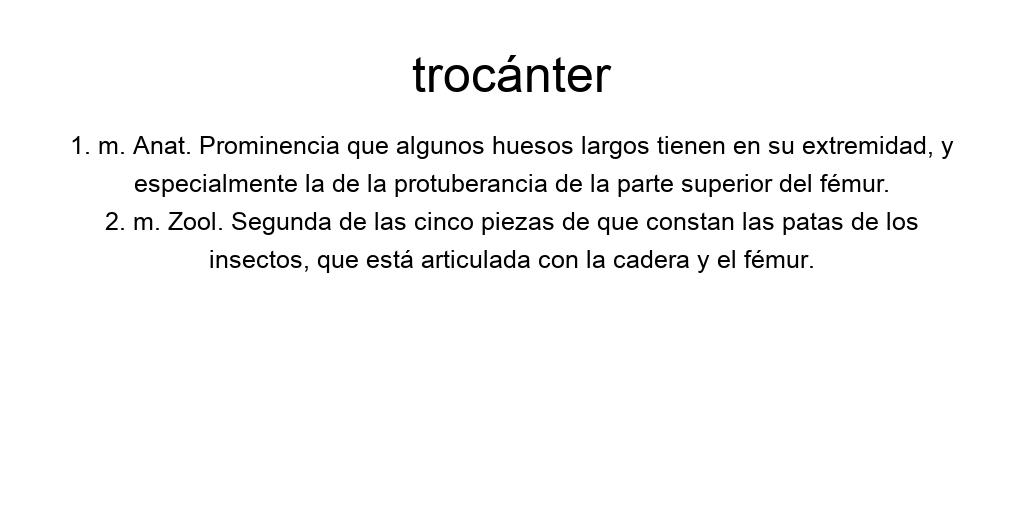 trocánter
1. m. Anat. Prominencia que algunos huesos largos tienen en su extremidad, y
especialmente la de la protuberancia de la parte superior del fémur.
2. m. Zool. Segunda de las cinco piezas de que constan las patas de los
insectos, que está articulada con la cadera y el fémur.